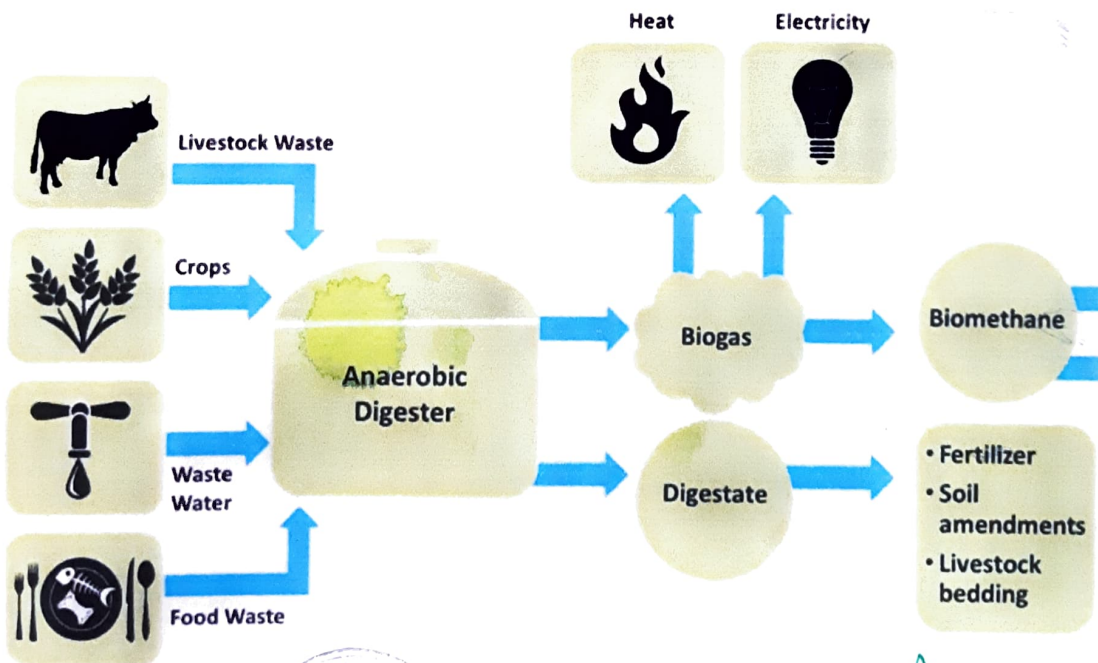 Heat
Electricity
Livestock Waste
Crops
Waste
Water
Food Waste
Anaerobic
Digester
Biogas
Biomethane
Digestate
• Fertilizer
• Soil
amendments
• Livestock
bedding